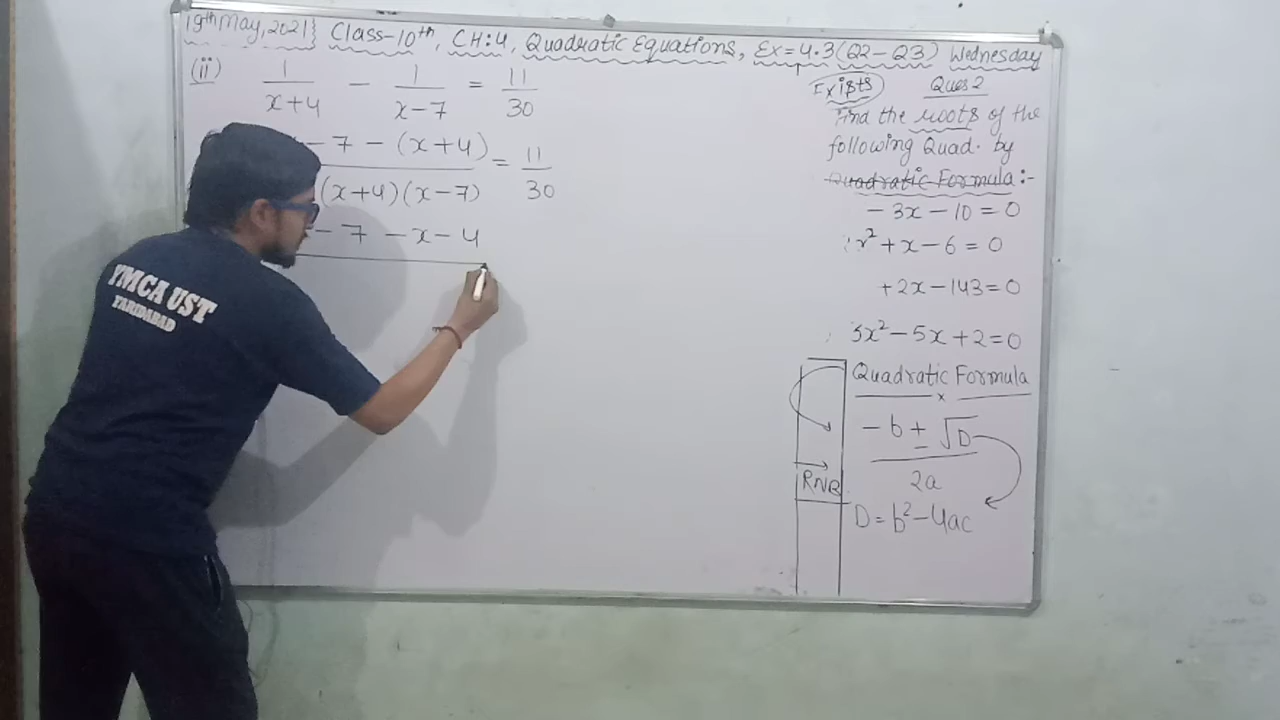 19th May, 2021} Class-10th, CH:4, Quadratic Equations, Ex=4.3(Q2-Q3) Wednesday
(ii) 1/(x+4) - 1/(x-7) = 11/30
- 7 - (x+4) / (x+4)(x-7) = 11/30
- 7 - x - 4
Exists Ques 2
Find the roots of the
following Quad. by
Quadratic Formula:-
- 3x - 10 = 0
x² + x - 6 = 0
+ 2x - 143 = 0
3x² - 5x + 2 = 0
Quadratic Formula
- b ± √D / 2a
RNB
D = b² - 4ac
YMCA UST
FARIDABAD